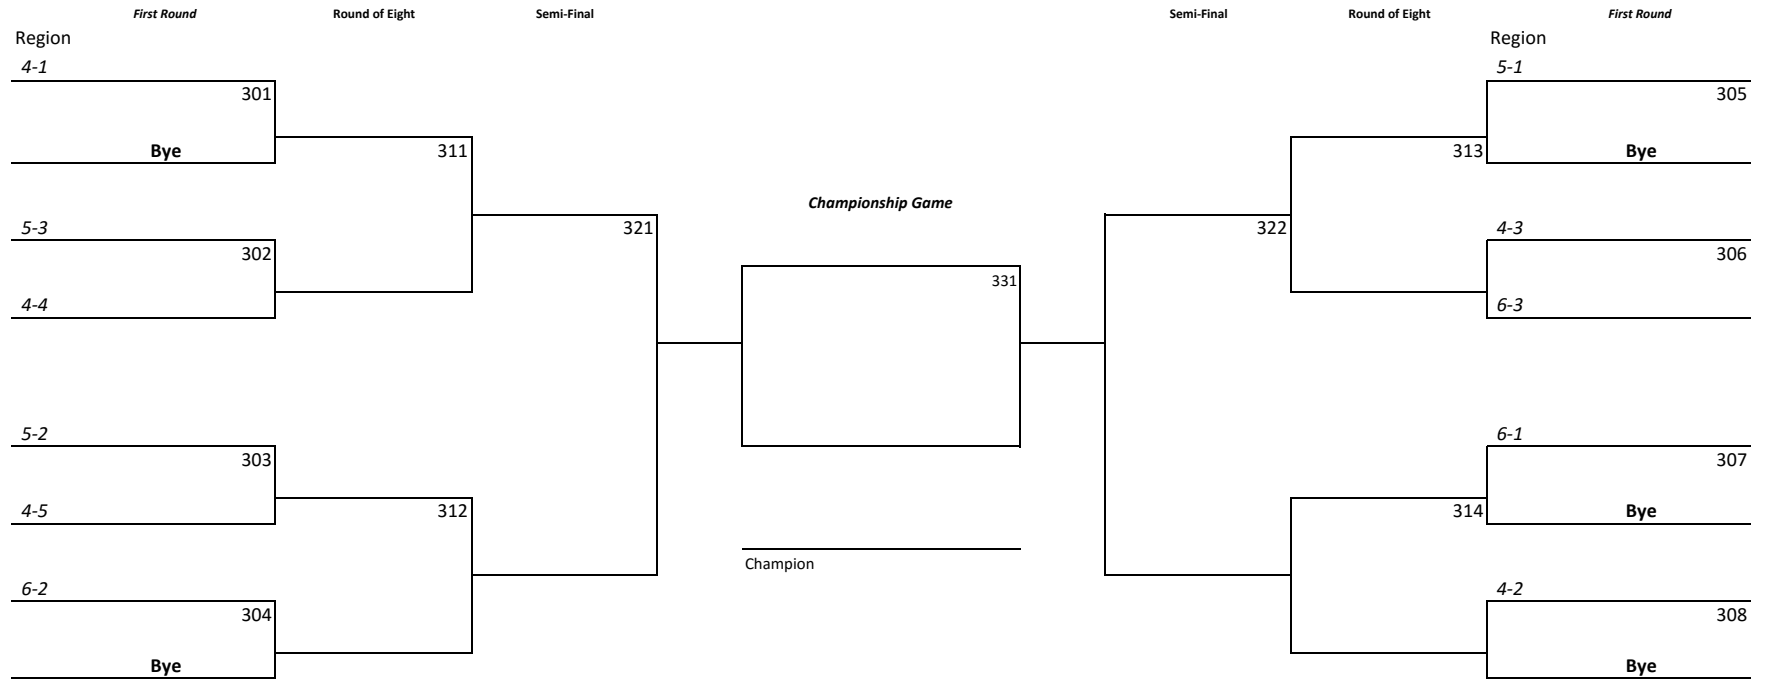 First Round Round of Eight Semi-Final Semi-Final Round of Eight First Round
Region Region
4-1 5-1
301 305
Bye 311 313 Bye
Championship Game
5-3 321 322 4-3
302 306
331
4-4 6-3
5-2 6-1
303 307
4-5 312 314 Bye
Champion
6-2 4-2
304 308
Bye Bye